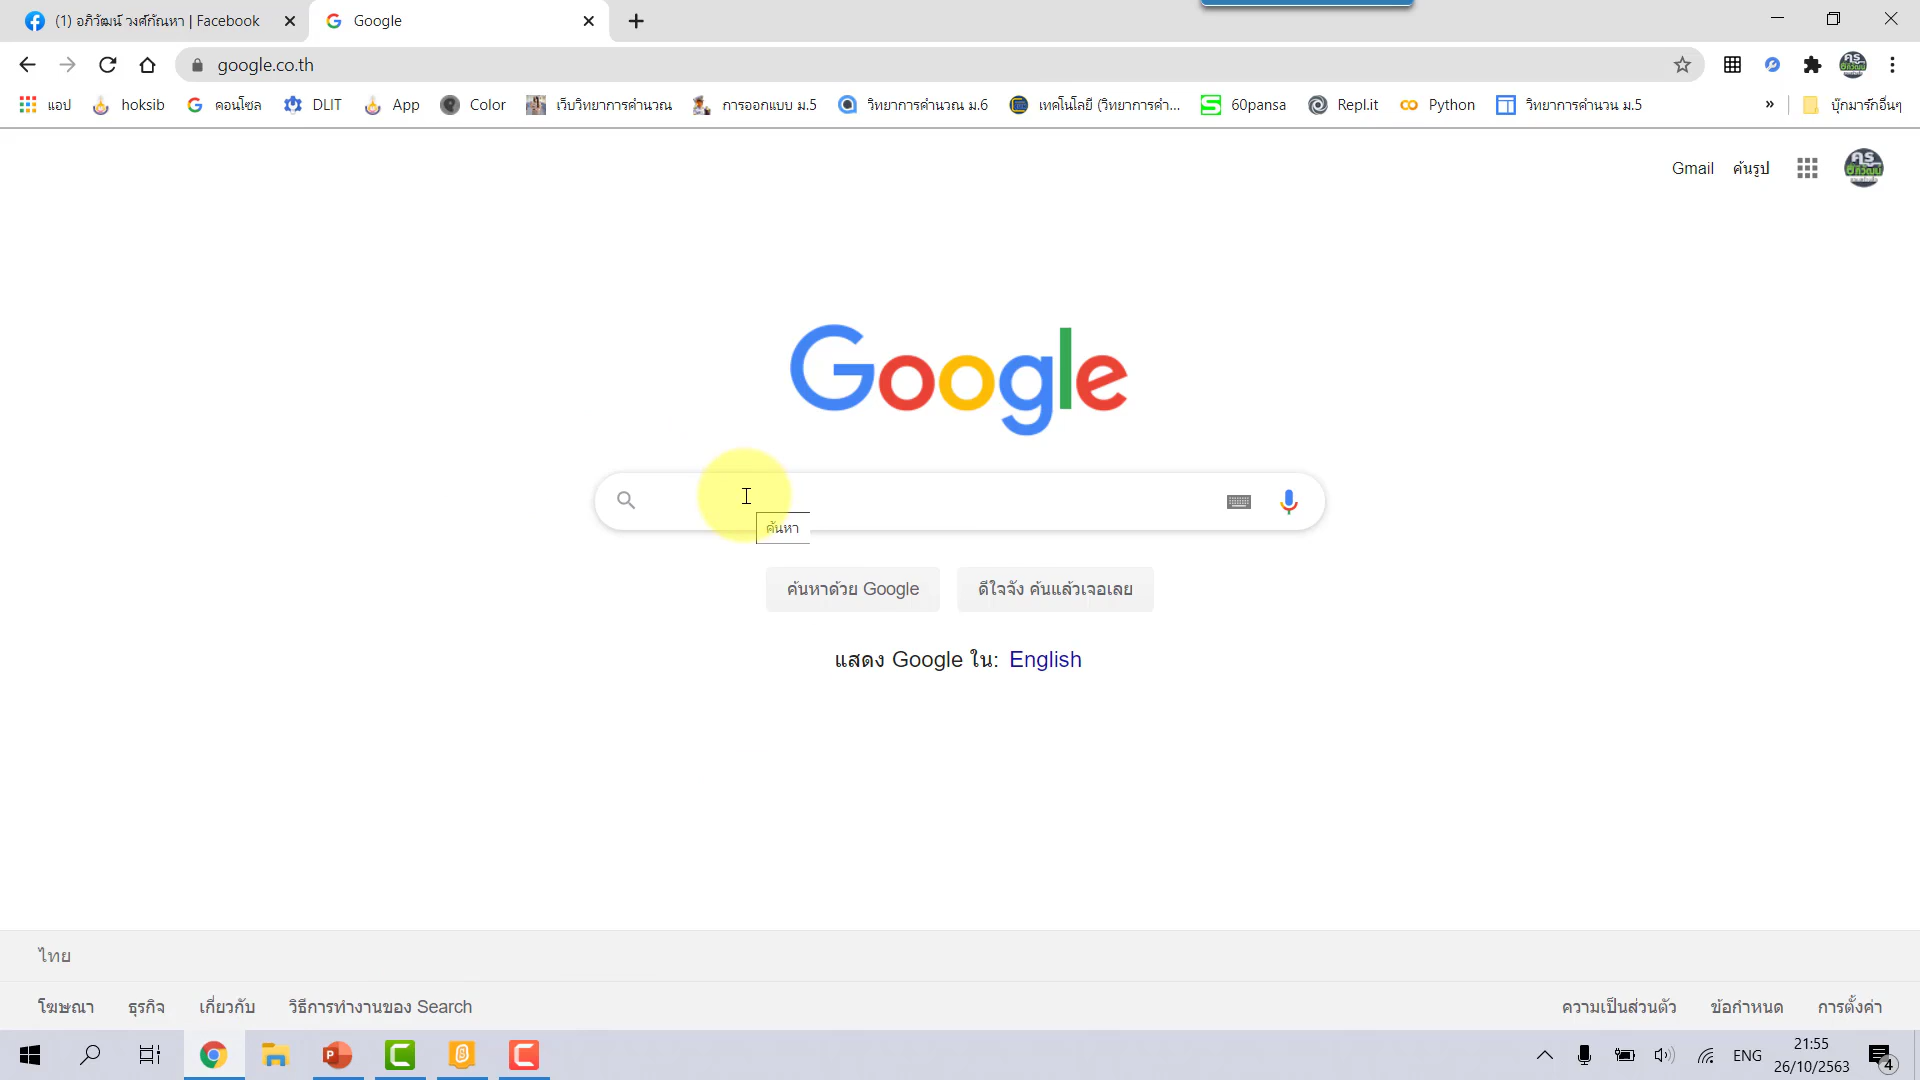 (1) อภิวัฒน์ วงศ์กัณหา | Facebook
Google
google.co.th
แอป
hoksib
คอนโซล
DLIT
App
Color
เว็บวิทยาการคำนวณ
การออกแบบ ม.5
วิทยาการคำนวณ ม.6
เทคโนโลยี (วิทยาการคำ...
60pansa
Repl.it
Python
วิทยาการคำนวน ม.5
»
บุ๊กมาร์กอื่นๆ
Gmail
ค้นรูป
Google
ค้นหา
ค้นหาด้วย Google
ดีใจจัง ค้นแล้วเจอเลย
แสดง Google ใน: English
ไทย
โฆษณา
ธุรกิจ
เกี่ยวกับ
วิธีการทำงานของ Search
ความเป็นส่วนตัว
ข้อกำหนด
การตั้งค่า
ENG
21:55
26/10/2563
4